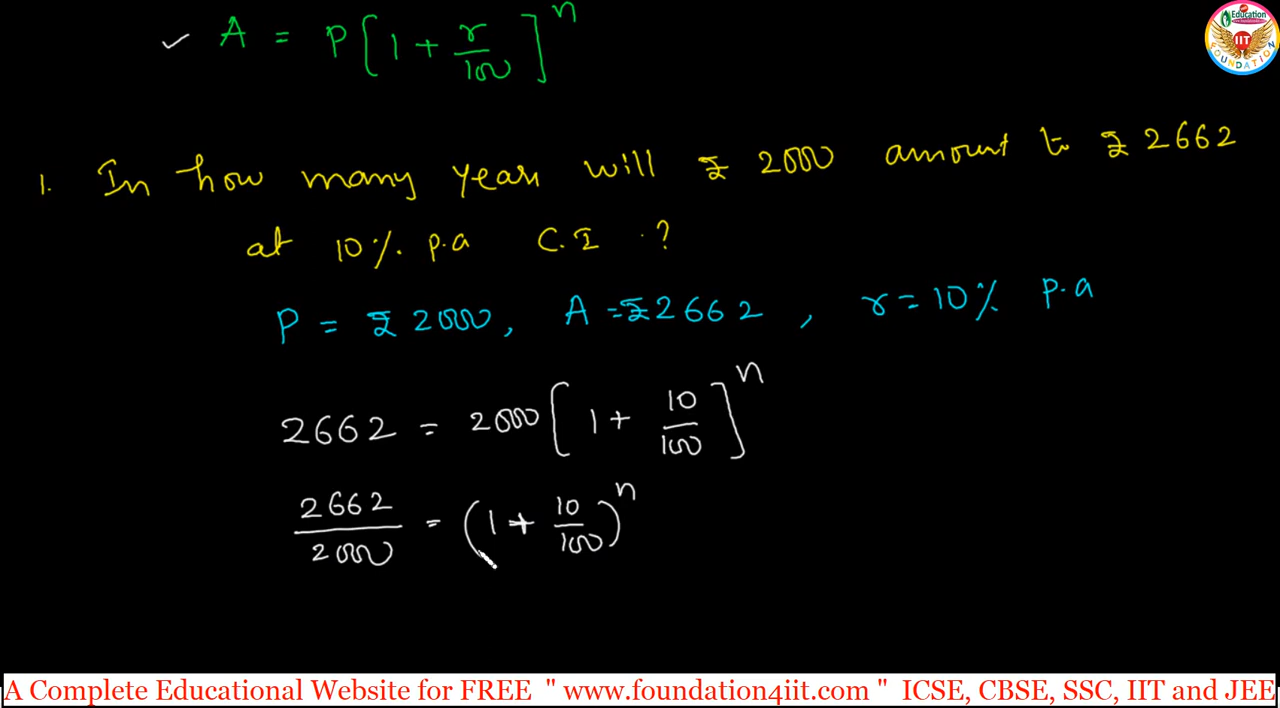 ✓ A = P[1 + r/100]^n
Education
IIT
FOUNDATION
1. In how many years will ₹ 2000 amount to ₹ 2662
at 10% p.a C.I ?
P = ₹ 2000, A = ₹ 2662, r = 10% p.a
2662 = 2000[1 + 10/100]^n
2662/2000 = (1 + 10/100)^n
A Complete Educational Website for FREE " www.foundation4iit.com " ICSE, CBSE, SSC, IIT and JEE